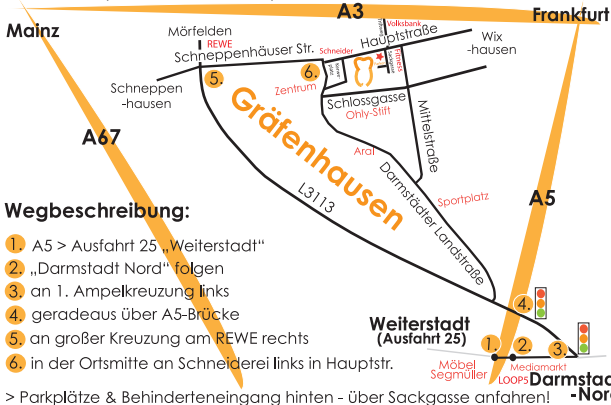 A3
Mainz
Frankfurt
Mörfelden
REWE
Schneppenhäuser Str.
Schneider
Hauptstraße
Volksbank
Fitness
Sackgasse
Wix
-hausen
Schneppen
-hausen
5.
6.
Zentrum
Schlossgasse
Ohly-Stift
Mittelstraße
Gräfenhausen
A67
Aral
Darmstädter Landstraße
Sportplatz
L3113
A5
Wegbeschreibung:
1. A5 > Ausfahrt 25 „Weiterstadt"
2. „Darmstadt Nord" folgen
3. an 1. Ampelkreuzung links
4. geradeaus über A5-Brücke
5. an großer Kreuzung am REWE rechts
6. in der Ortsmitte an Schneiderei links in Hauptstr.
> Parkplätze & Behinderteneingang hinten - über Sackgasse anfahren!
4.
Weiterstadt
(Ausfahrt 25)
1.
2.
3.
Möbel
Segmüller
Mediamarkt
LOOP5
Darmstad
-Nor